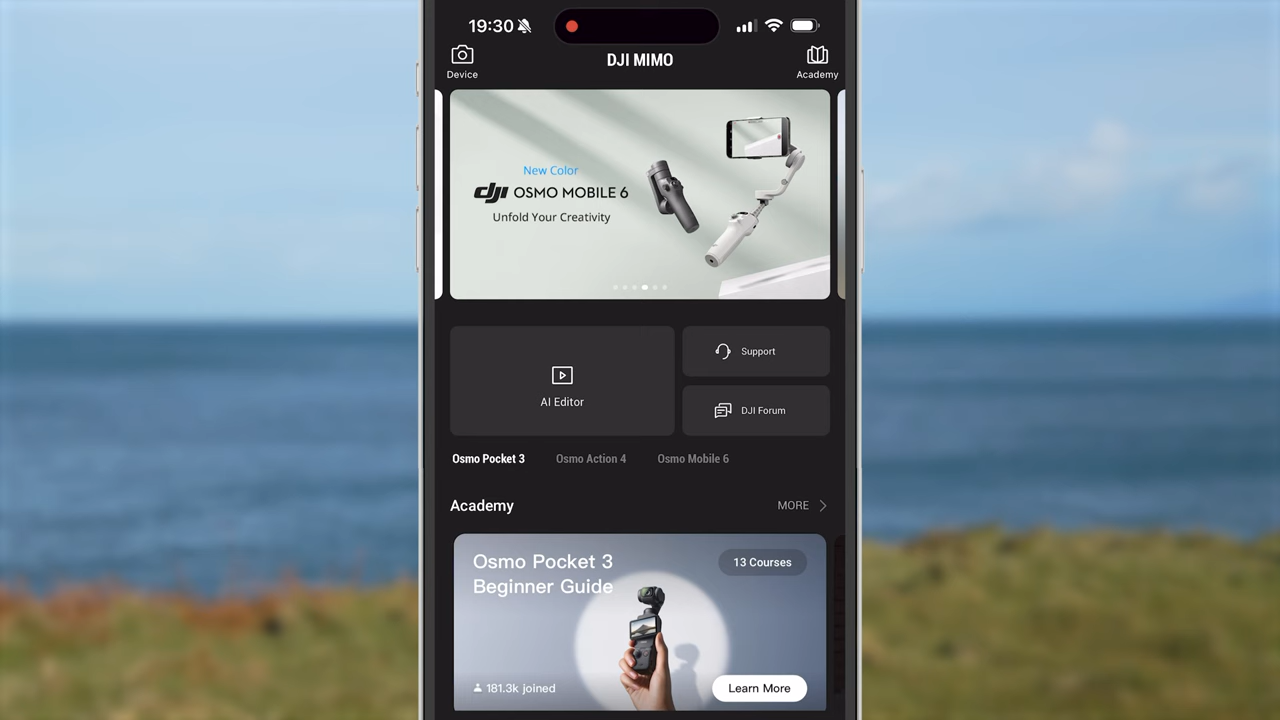 19:30
DJI MIMO
Device
Academy
New Color
dji OSMO MOBILE 6
Unfold Your Creativity
AI Editor
Support
DJI Forum
Osmo Pocket 3
Osmo Action 4
Osmo Mobile 6
Academy
MORE
Osmo Pocket 3
Beginner Guide
13 Courses
181.3k joined
Learn More